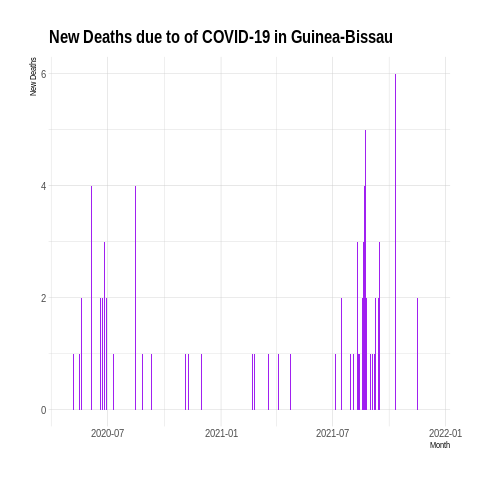 New Deaths due to of COVID-19 in Guinea-Bissau
New Deaths
6
4
2
0
2020-07 2021-01 2021-07 2022-01
Month